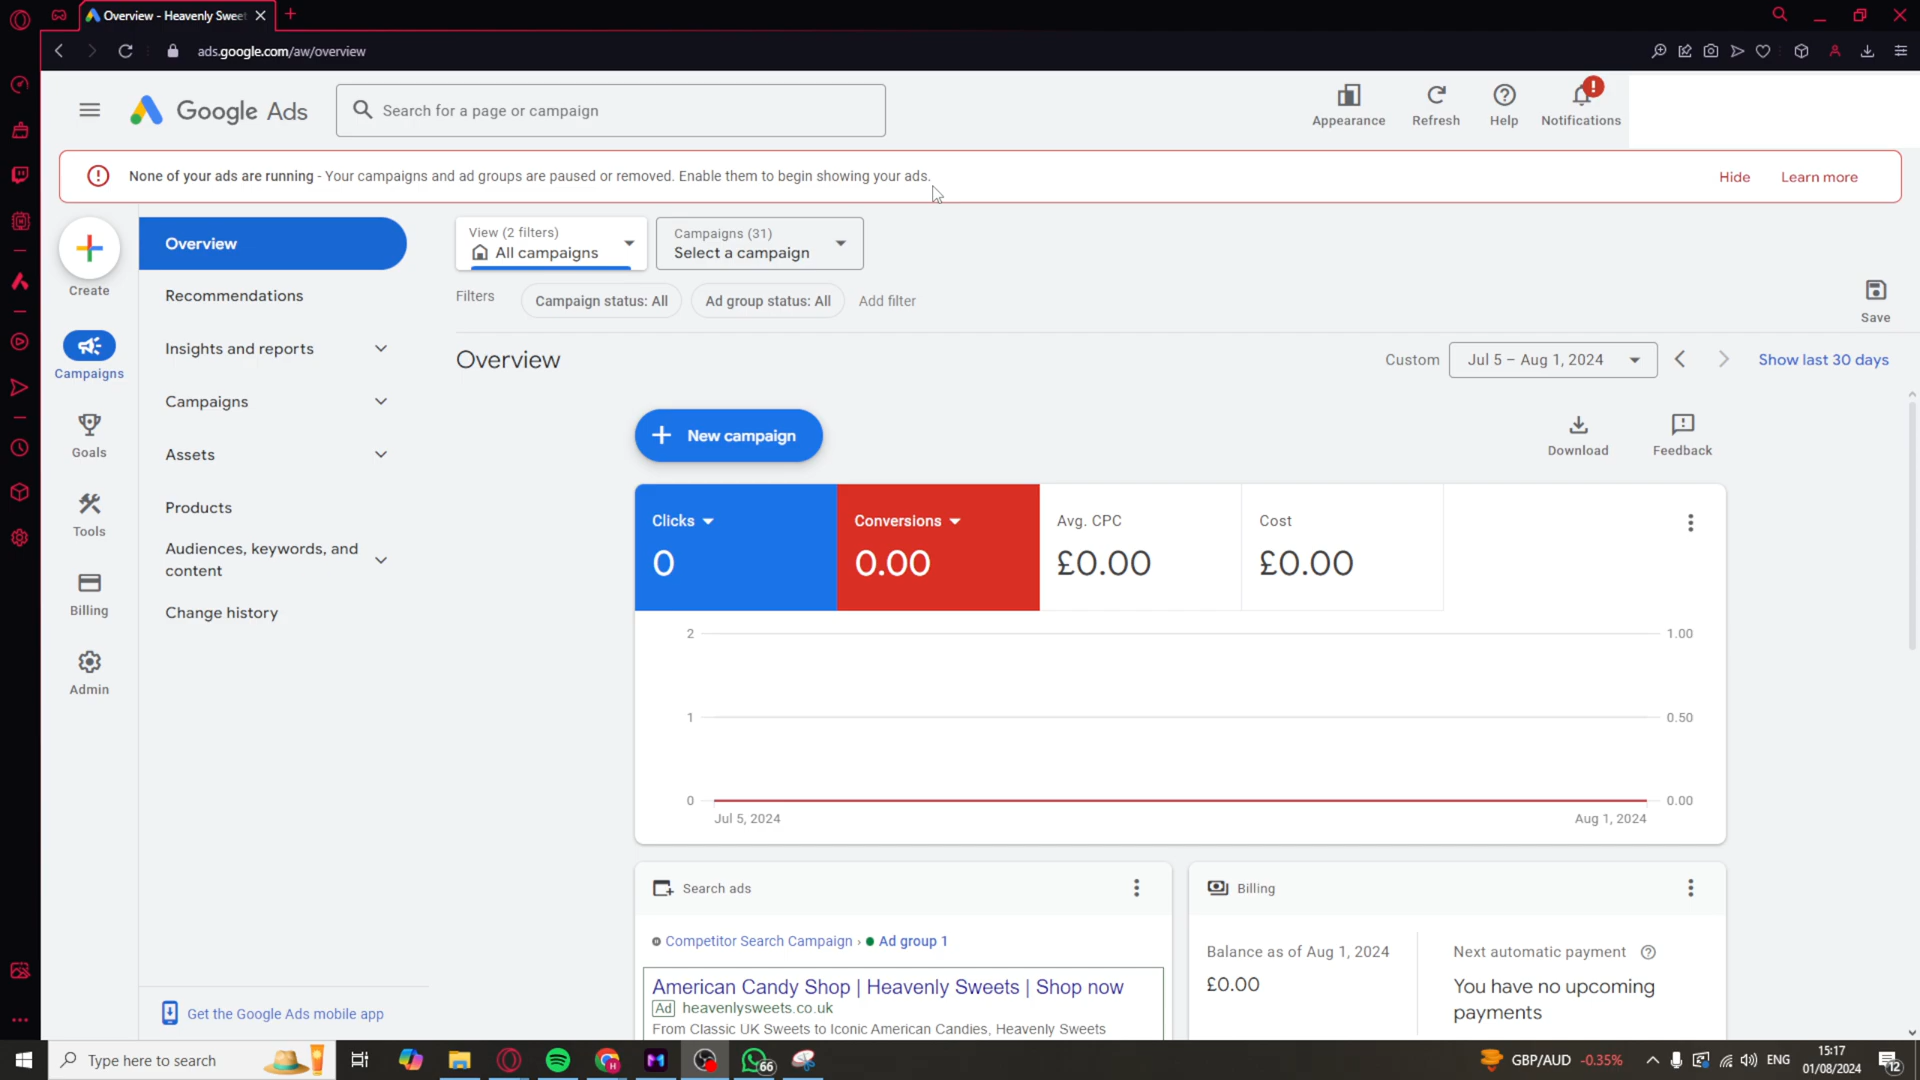 Overview - Heavenly Sweet
ads.google.com/aw/overview
Google Ads
Search for a page or campaign
Appearance
Refresh
Help
Notifications
None of your ads are running - Your campaigns and ad groups are paused or removed. Enable them to begin showing your ads.
Hide
Learn more
Create
Campaigns
Goals
Tools
Billing
Admin
Overview
Recommendations
Insights and reports
Campaigns
Assets
Products
Audiences, keywords, and
content
Change history
Get the Google Ads mobile app
View (2 filters)
All campaigns
Campaigns (31)
Select a campaign
Filters
Campaign status: All
Ad group status: All
Add filter
Save
Overview
Custom
Jul 5 – Aug 1, 2024
Show last 30 days
New campaign
Download
Feedback
Clicks
0
Conversions
0.00
Avg. CPC
£0.00
Cost
£0.00
2
1.00
1
0.50
0
0.00
Jul 5, 2024
Aug 1, 2024
Search ads
Competitor Search Campaign › Ad group 1
American Candy Shop | Heavenly Sweets | Shop now
Ad heavenlysweets.co.uk
From Classic UK Sweets to Iconic American Candies, Heavenly Sweets
Billing
Balance as of Aug 1, 2024
£0.00
Next automatic payment
You have no upcoming
payments
Type here to search
66
GBP/AUD -0.35%
ENG
15:17
01/08/2024
12